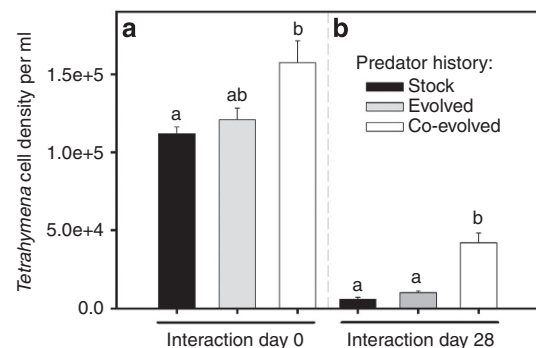 a
b
Tetrahymena cell density per ml
1.5e+5
1.0e+5
5.0e+4
0.0
a
ab
b
Predator history:
Stock
Evolved
Co-evolved
a
a
b
Interaction day 0
Interaction day 28